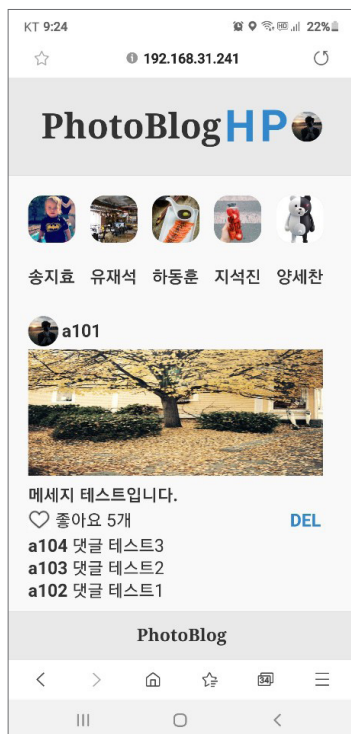 KT 9:24 22%
192.168.31.241
PhotoBlog H P
송지효 유재석 하동훈 지석진 양세찬
a101
메세지 테스트입니다.
좋아요 5개 DEL
a104 댓글 테스트3
a103 댓글 테스트2
a102 댓글 테스트1
PhotoBlog
34